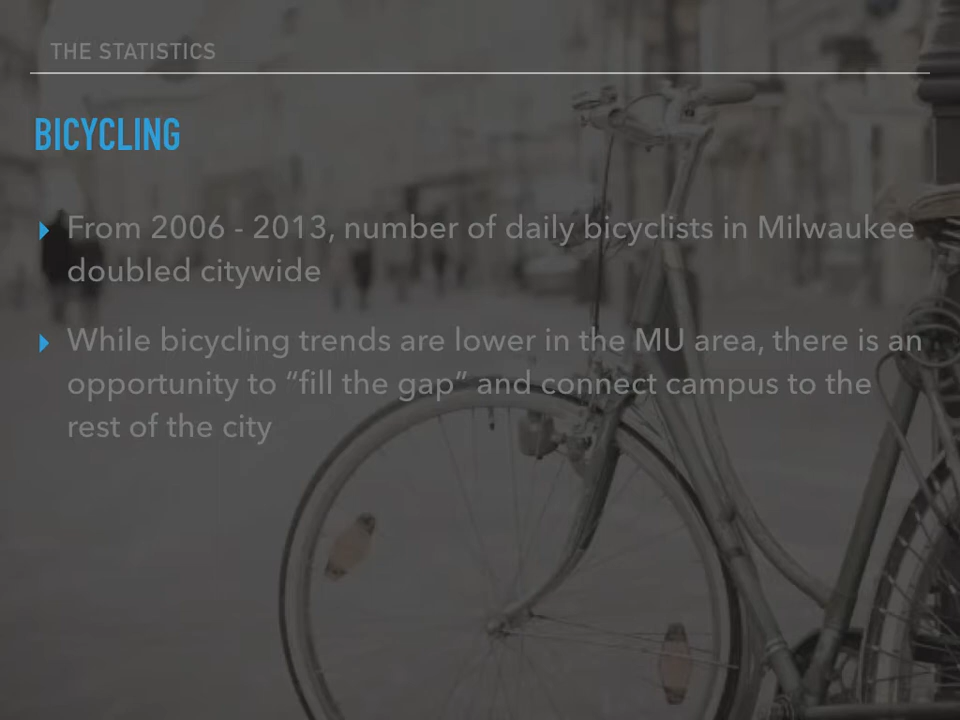 THE STATISTICS
BICYCLING
From 2006 - 2013, number of daily bicyclists in Milwaukee
doubled citywide
While bicycling trends are lower in the MU area, there is an
opportunity to “fill the gap” and connect campus to the
rest of the city